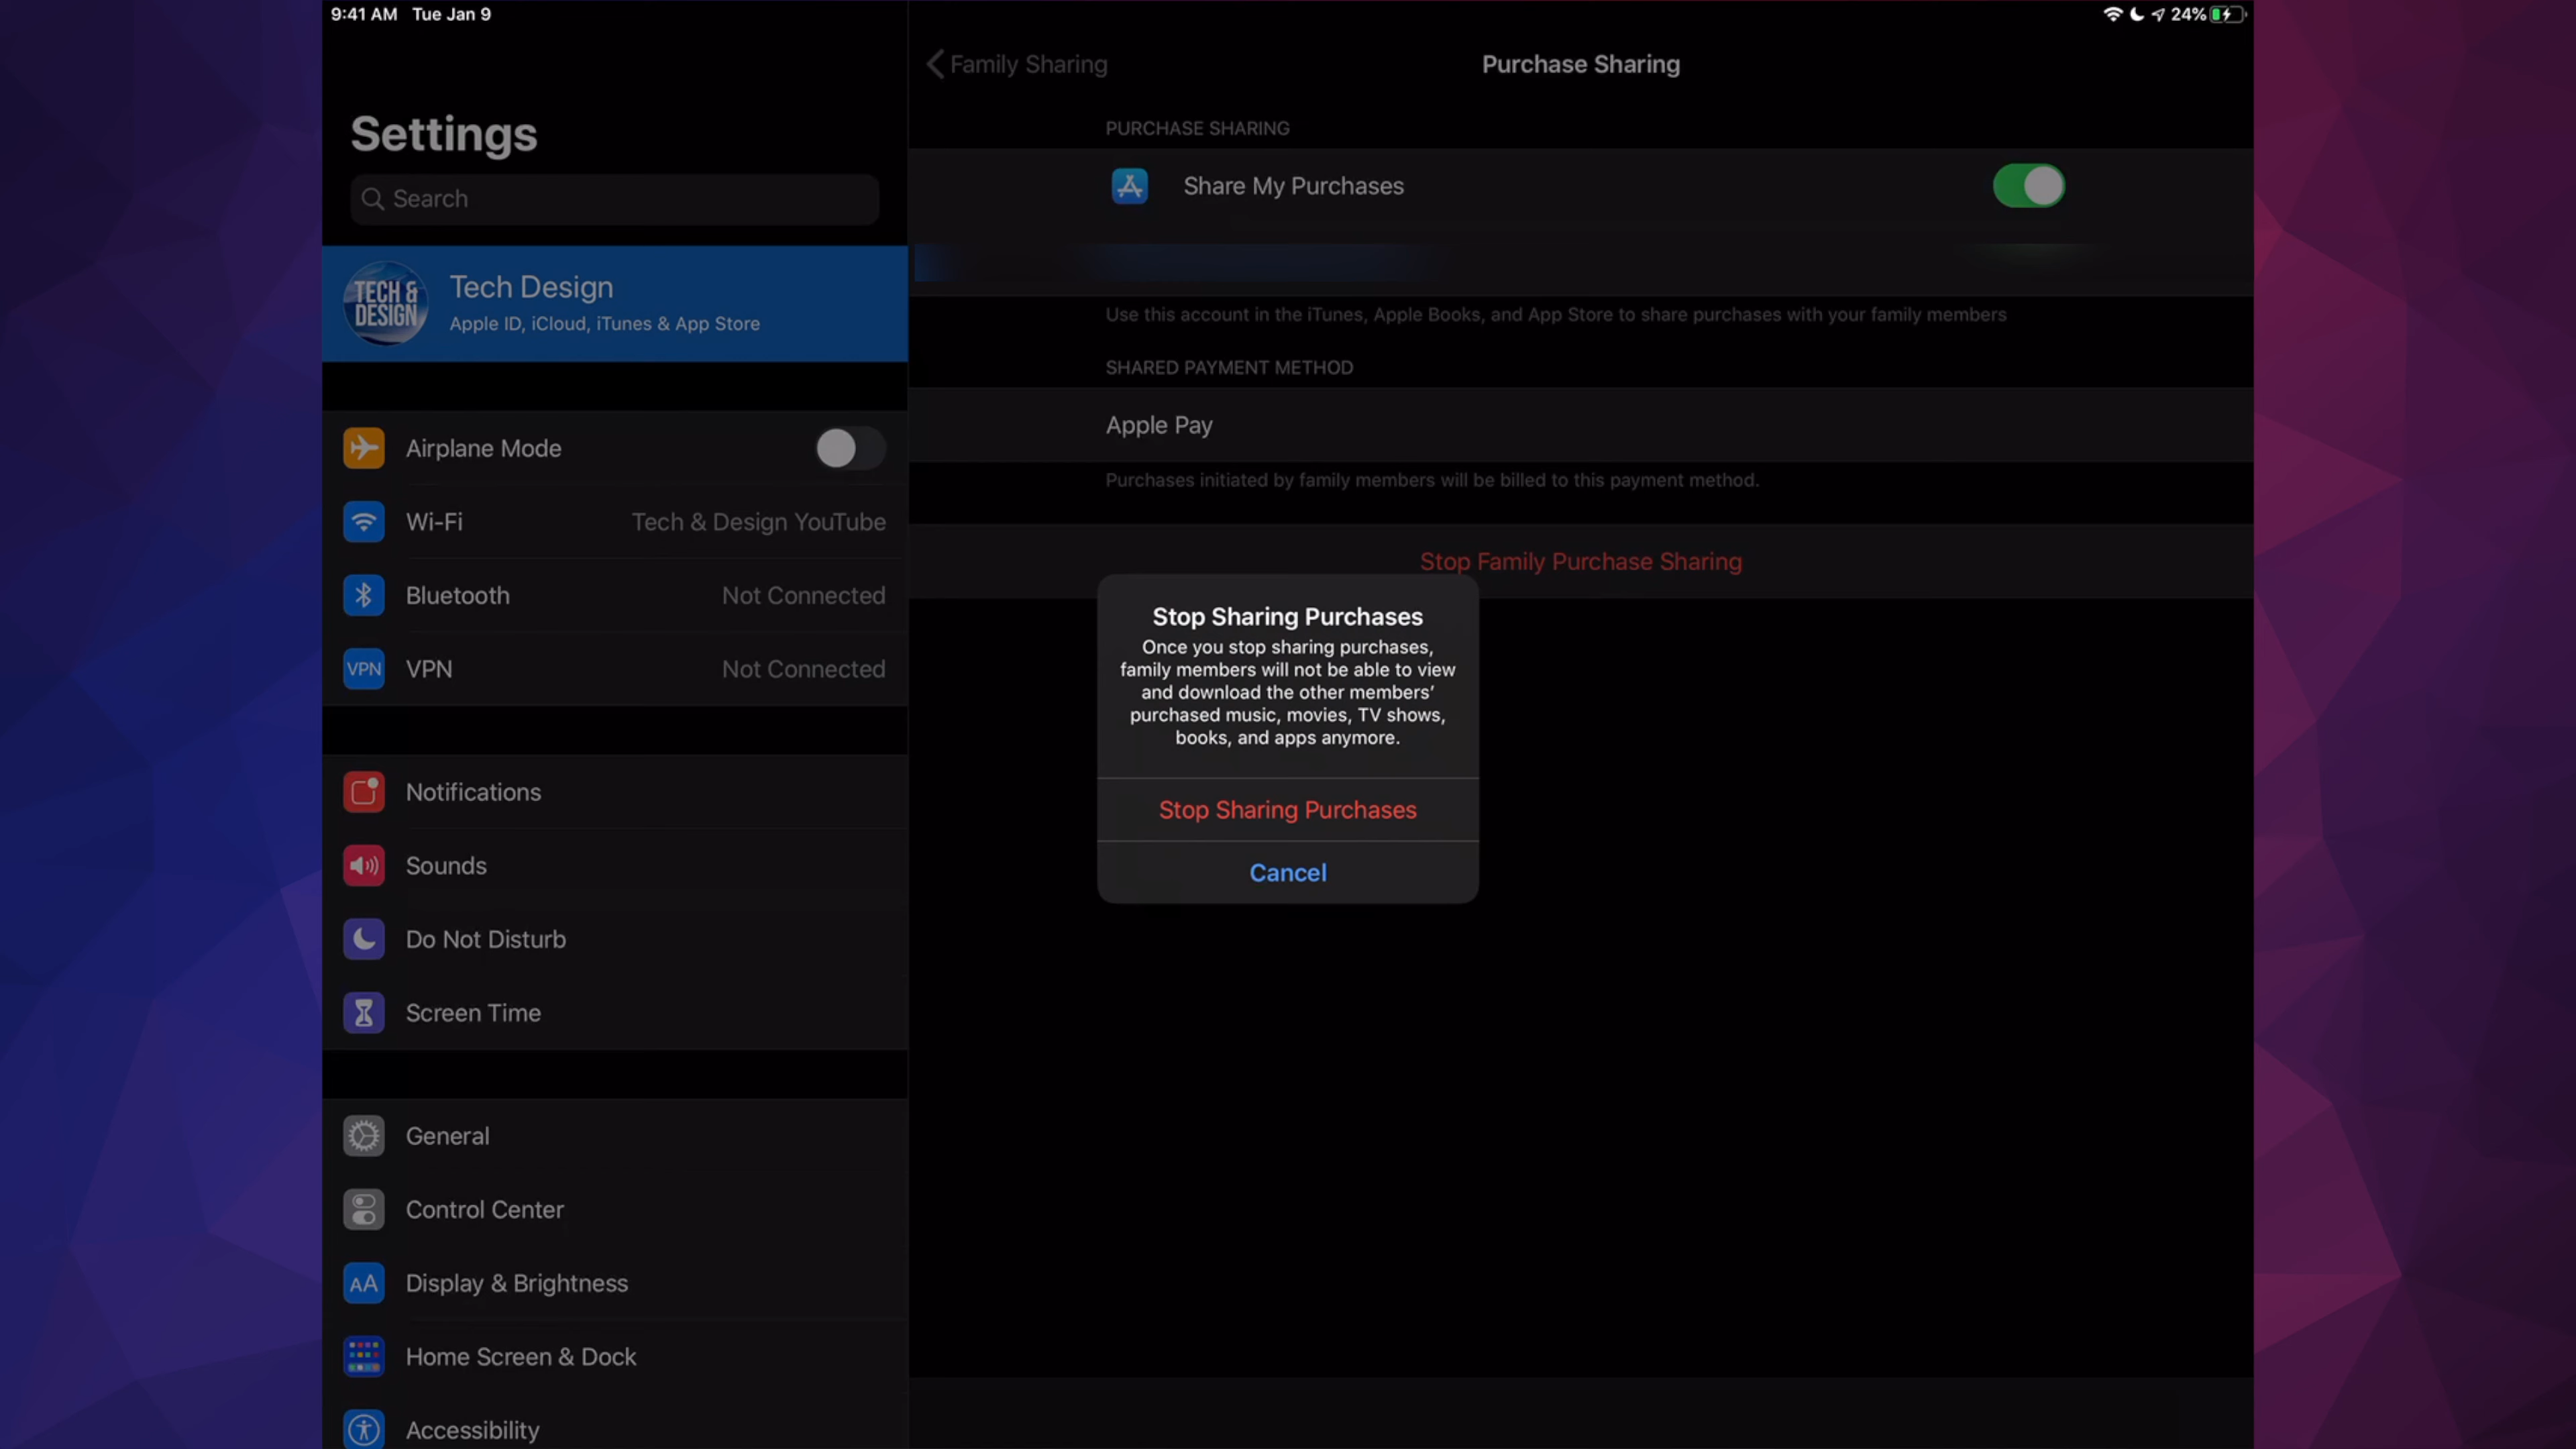 9:41 AM Tue Jan 9
24%
Settings
Search
TECH &
DESIGN
Tech Design
Apple ID, iCloud, iTunes & App Store
Airplane Mode
Wi-Fi Tech & Design YouTube
Bluetooth Not Connected
VPN VPN Not Connected
Notifications
Sounds
Do Not Disturb
Screen Time
General
Control Center
AA Display & Brightness
Home Screen & Dock
Accessibility
Family Sharing
Purchase Sharing
PURCHASE SHARING
Share My Purchases
Use this account in the iTunes, Apple Books, and App Store to share purchases with your family members
SHARED PAYMENT METHOD
Apple Pay
Purchases initiated by family members will be billed to this payment method.
Stop Family Purchase Sharing
Stop Sharing Purchases
Once you stop sharing purchases,
family members will not be able to view
and download the other members’
purchased music, movies, TV shows,
books, and apps anymore.
Stop Sharing Purchases
Cancel